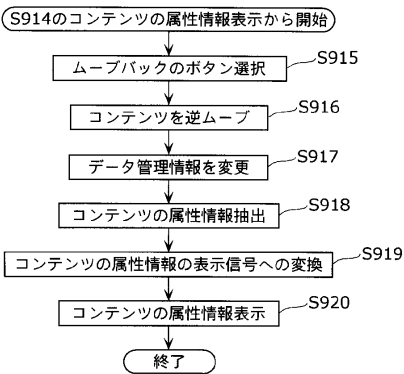 S914のコンテンツの属性情報表示から開始
ムーブバックのボタン選択
S915
コンテンツを逆ムーブ
S916
データ管理情報を変更
S917
コンテンツの属性情報抽出
S918
コンテンツの属性情報の表示信号への変換
S919
コンテンツの属性情報表示
S920
終了